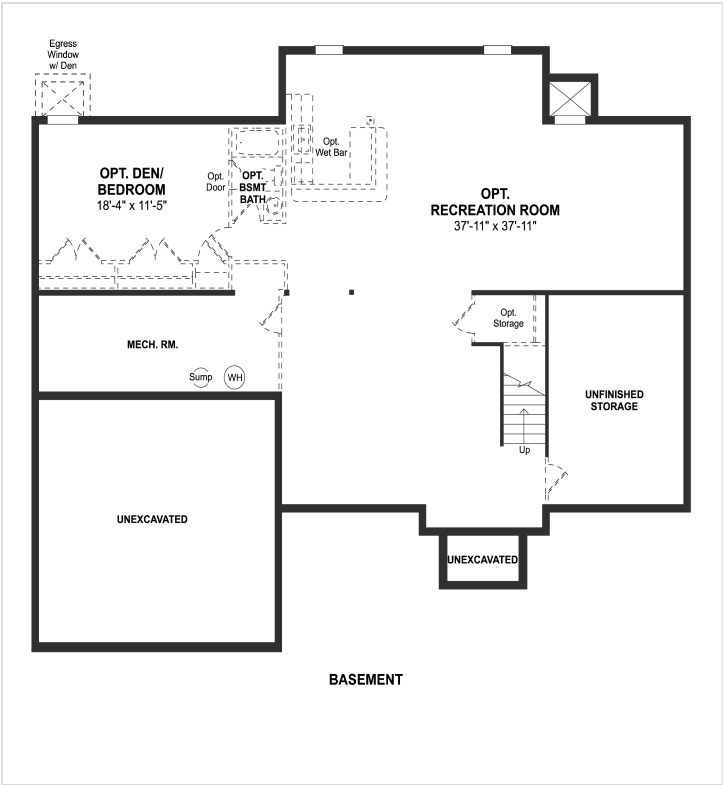 Egress
Window
w/ Den
OPT. DEN/
BEDROOM
18'-4" x 11'-5"
Opt.
Door
OPT.
BSMT
BATH
Opt.
Wet Bar
OPT.
RECREATION ROOM
37'-11" x 37'-11"
Opt.
Storage
MECH. RM.
Sump
WH
UNFINISHED
STORAGE
Up
UNEXCAVATED
UNEXCAVATED
BASEMENT